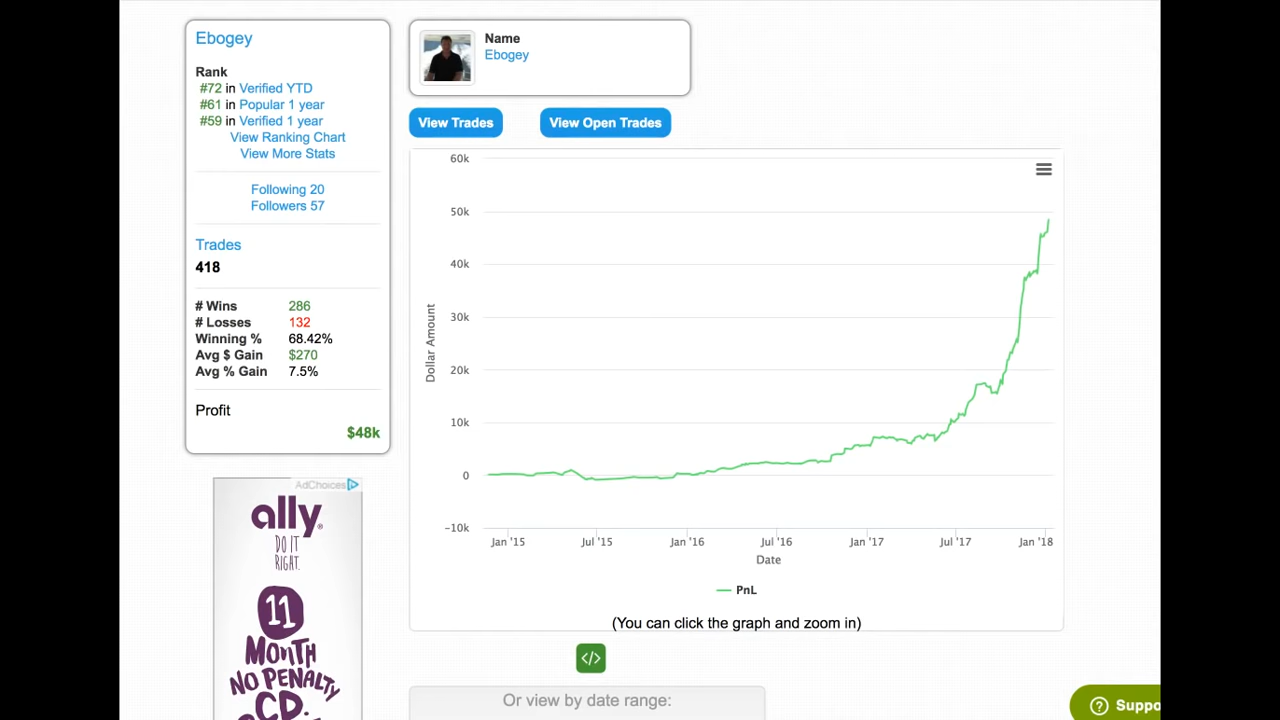 Ebogey
Rank
#72 in Verified YTD
#61 in Popular 1 year
#59 in Verified 1 year
View Ranking Chart
View More Stats
Following 20
Followers 57
Trades
418
# Wins 286
# Losses 132
Winning % 68.42%
Avg $ Gain $270
Avg % Gain 7.5%
Profit
$48k
AdChoices
ally
DO IT
RIGHT.
11
MONTH
NO PENALTY
CD.
Name
Ebogey
View Trades
View Open Trades
60k
50k
40k
30k
20k
10k
0
−10k
Dollar Amount
Jan '15 Jul '15 Jan '16 Jul '16 Jan '17 Jul '17 Jan '18
Date
PnL
(You can click the graph and zoom in)
</>
Or view by date range:
Suppo